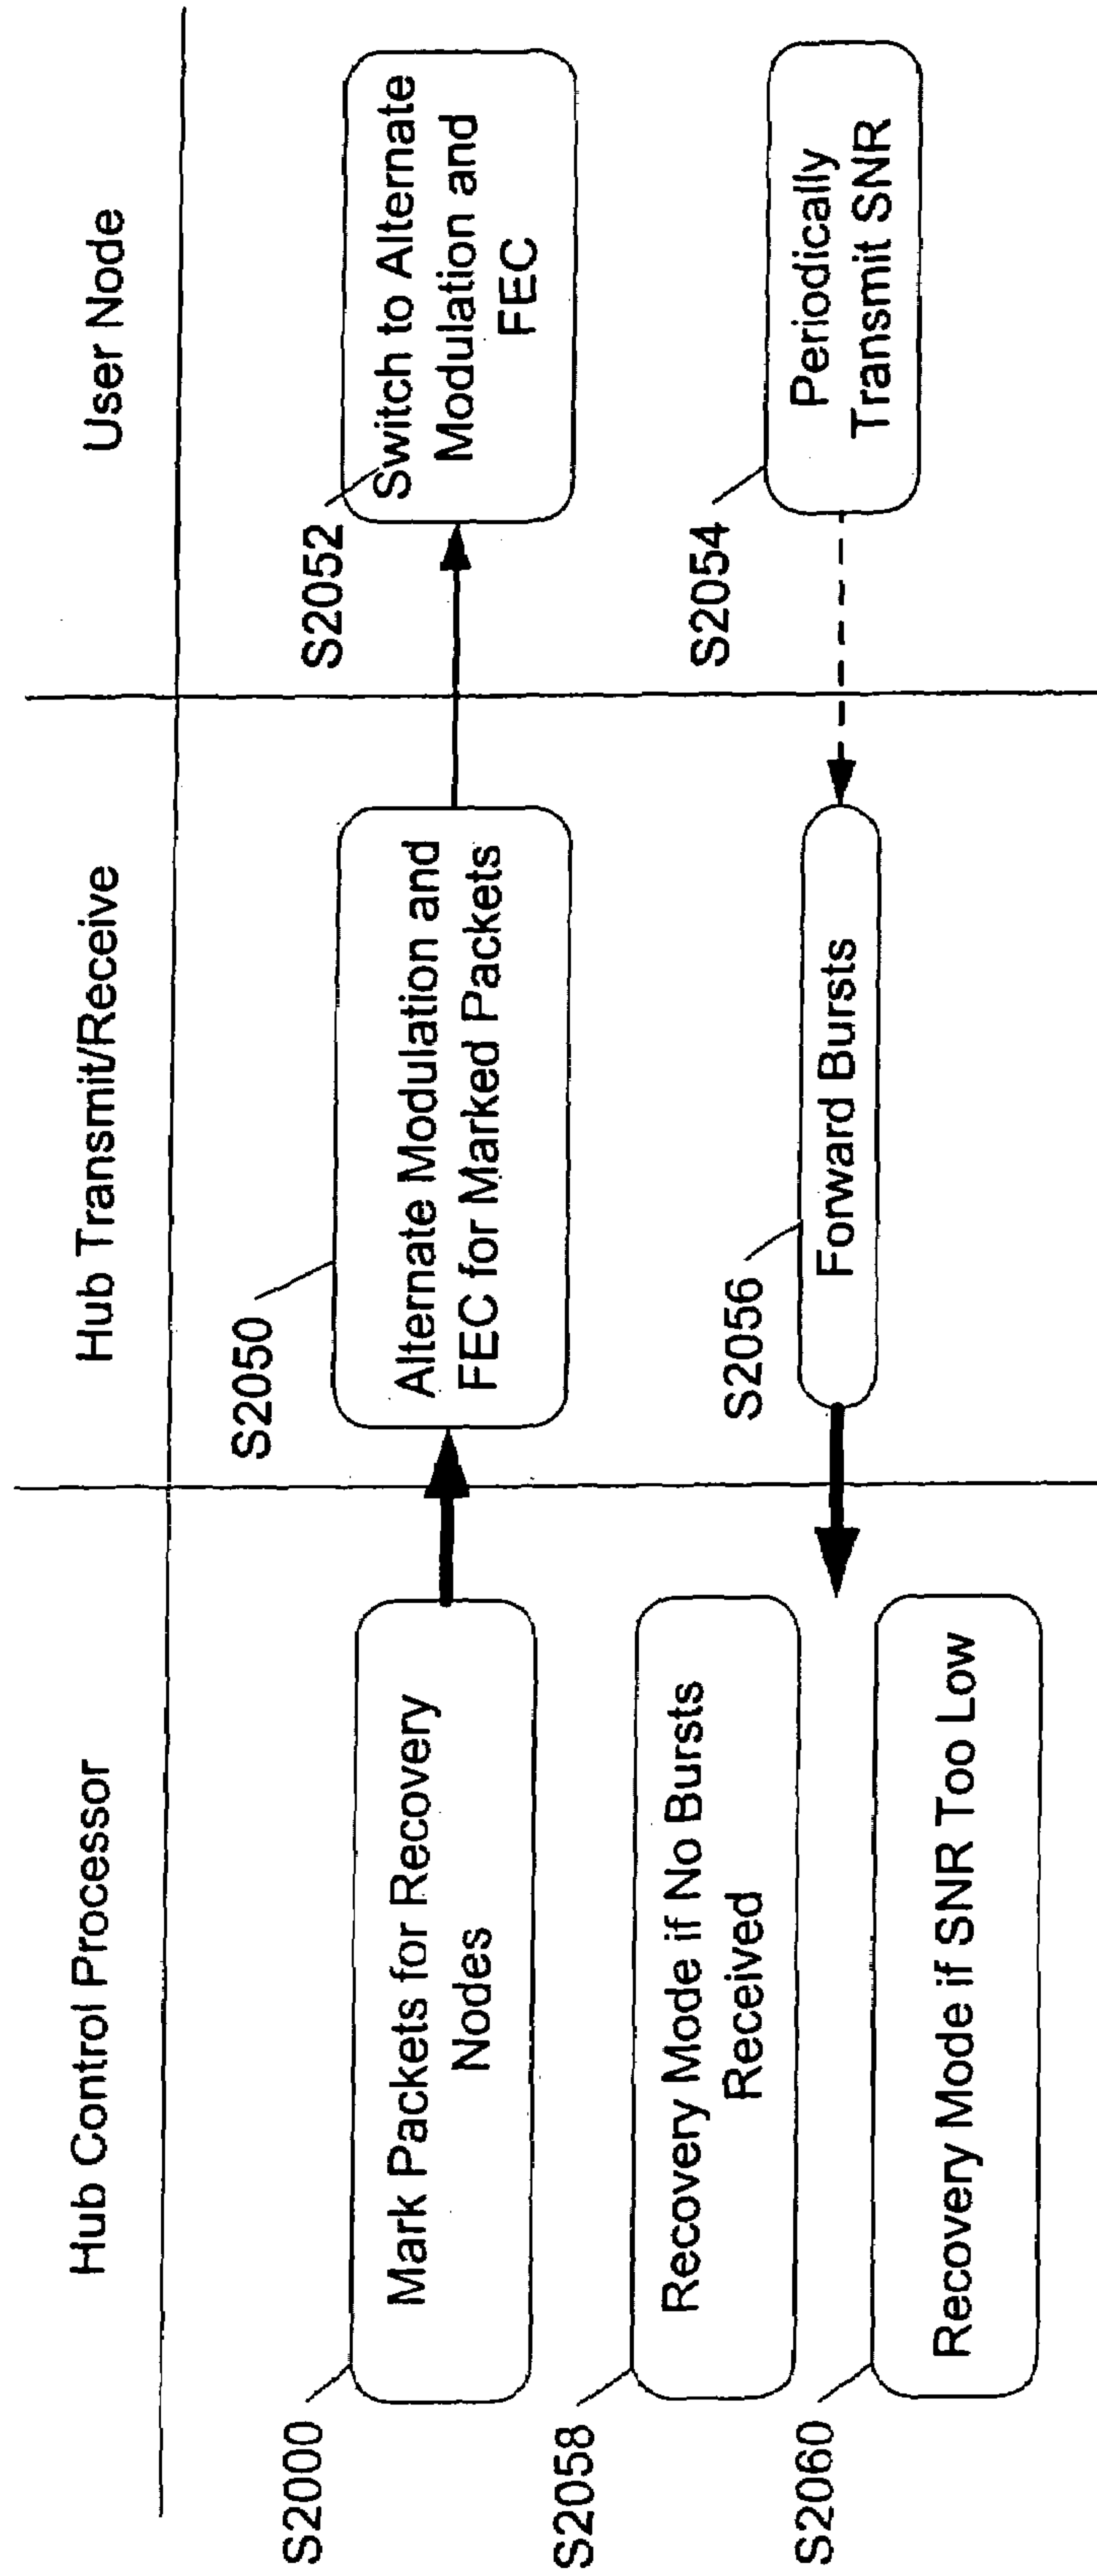 Hub Control Processor
Hub Transmit/Receive
User Node
S2000
Mark Packets for Recovery
Nodes
S2050
Alternate Modulation and
FEC for Marked Packets
S2052
Switch to Alternate
Modulation and
FEC
S2058
Recovery Mode if No Bursts
Received
S2056
Forward Bursts
S2054
Periodically
Transmit SNR
S2060
Recovery Mode if SNR Too Low